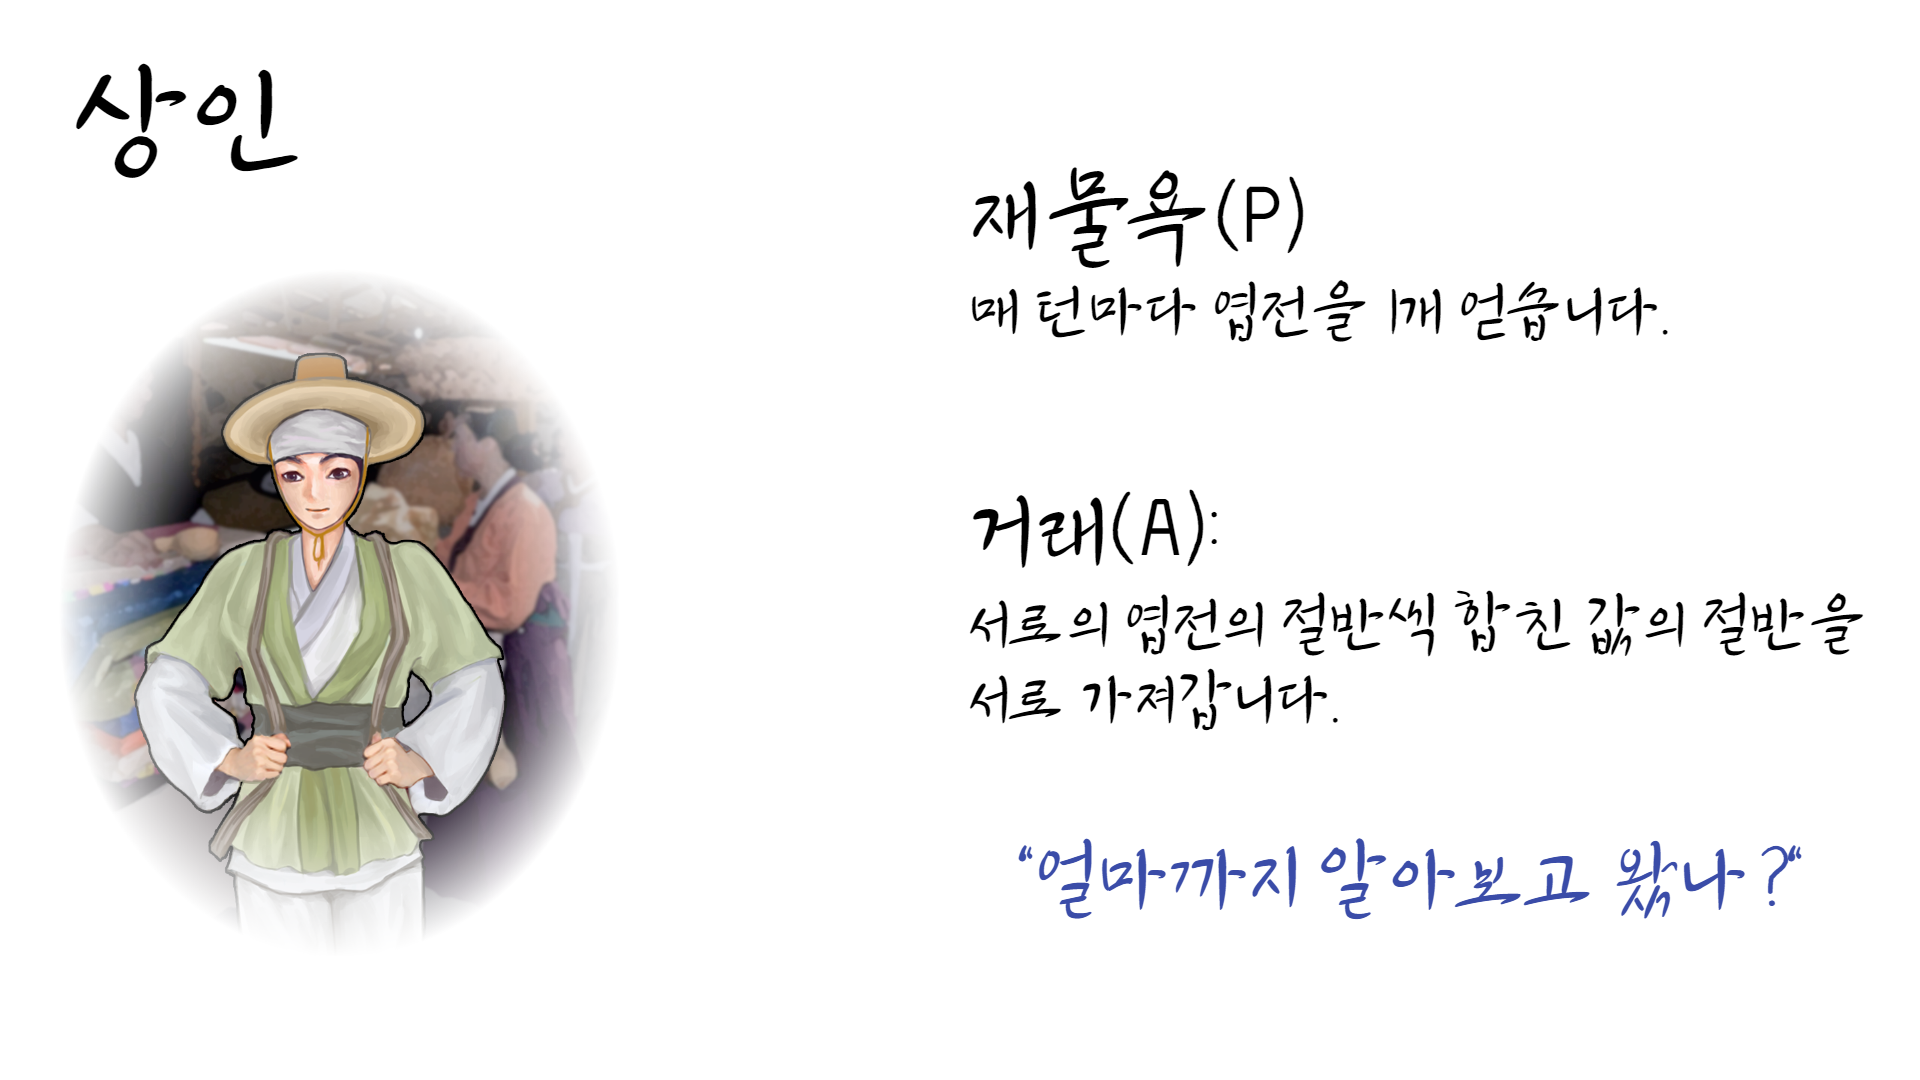 상인
재물욕(P)
매 턴마다 엽전을 1개 얻습니다.
거래(A):
서로의 엽전의 절반씩 합친 값의 절반을
서로 가져갑니다.
“얼마까지 알아보고 왔나?“